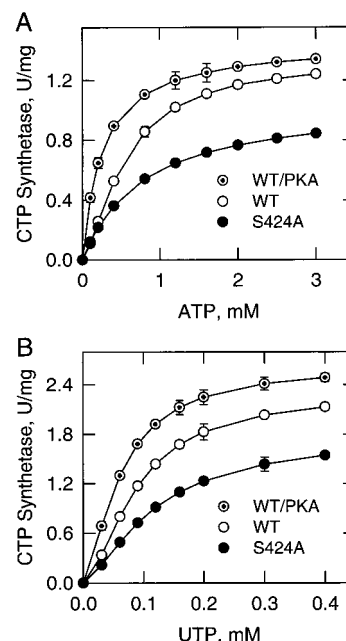 A
CTP Synthetase, U/mg
1.2
0.8
0.4
0.0
WT/PKA
WT
S424A
0 1 2 3
ATP, mM
B
CTP Synthetase, U/mg
2.4
1.8
1.2
0.6
0.0
WT/PKA
WT
S424A
0.0 0.1 0.2 0.3 0.4
UTP, mM